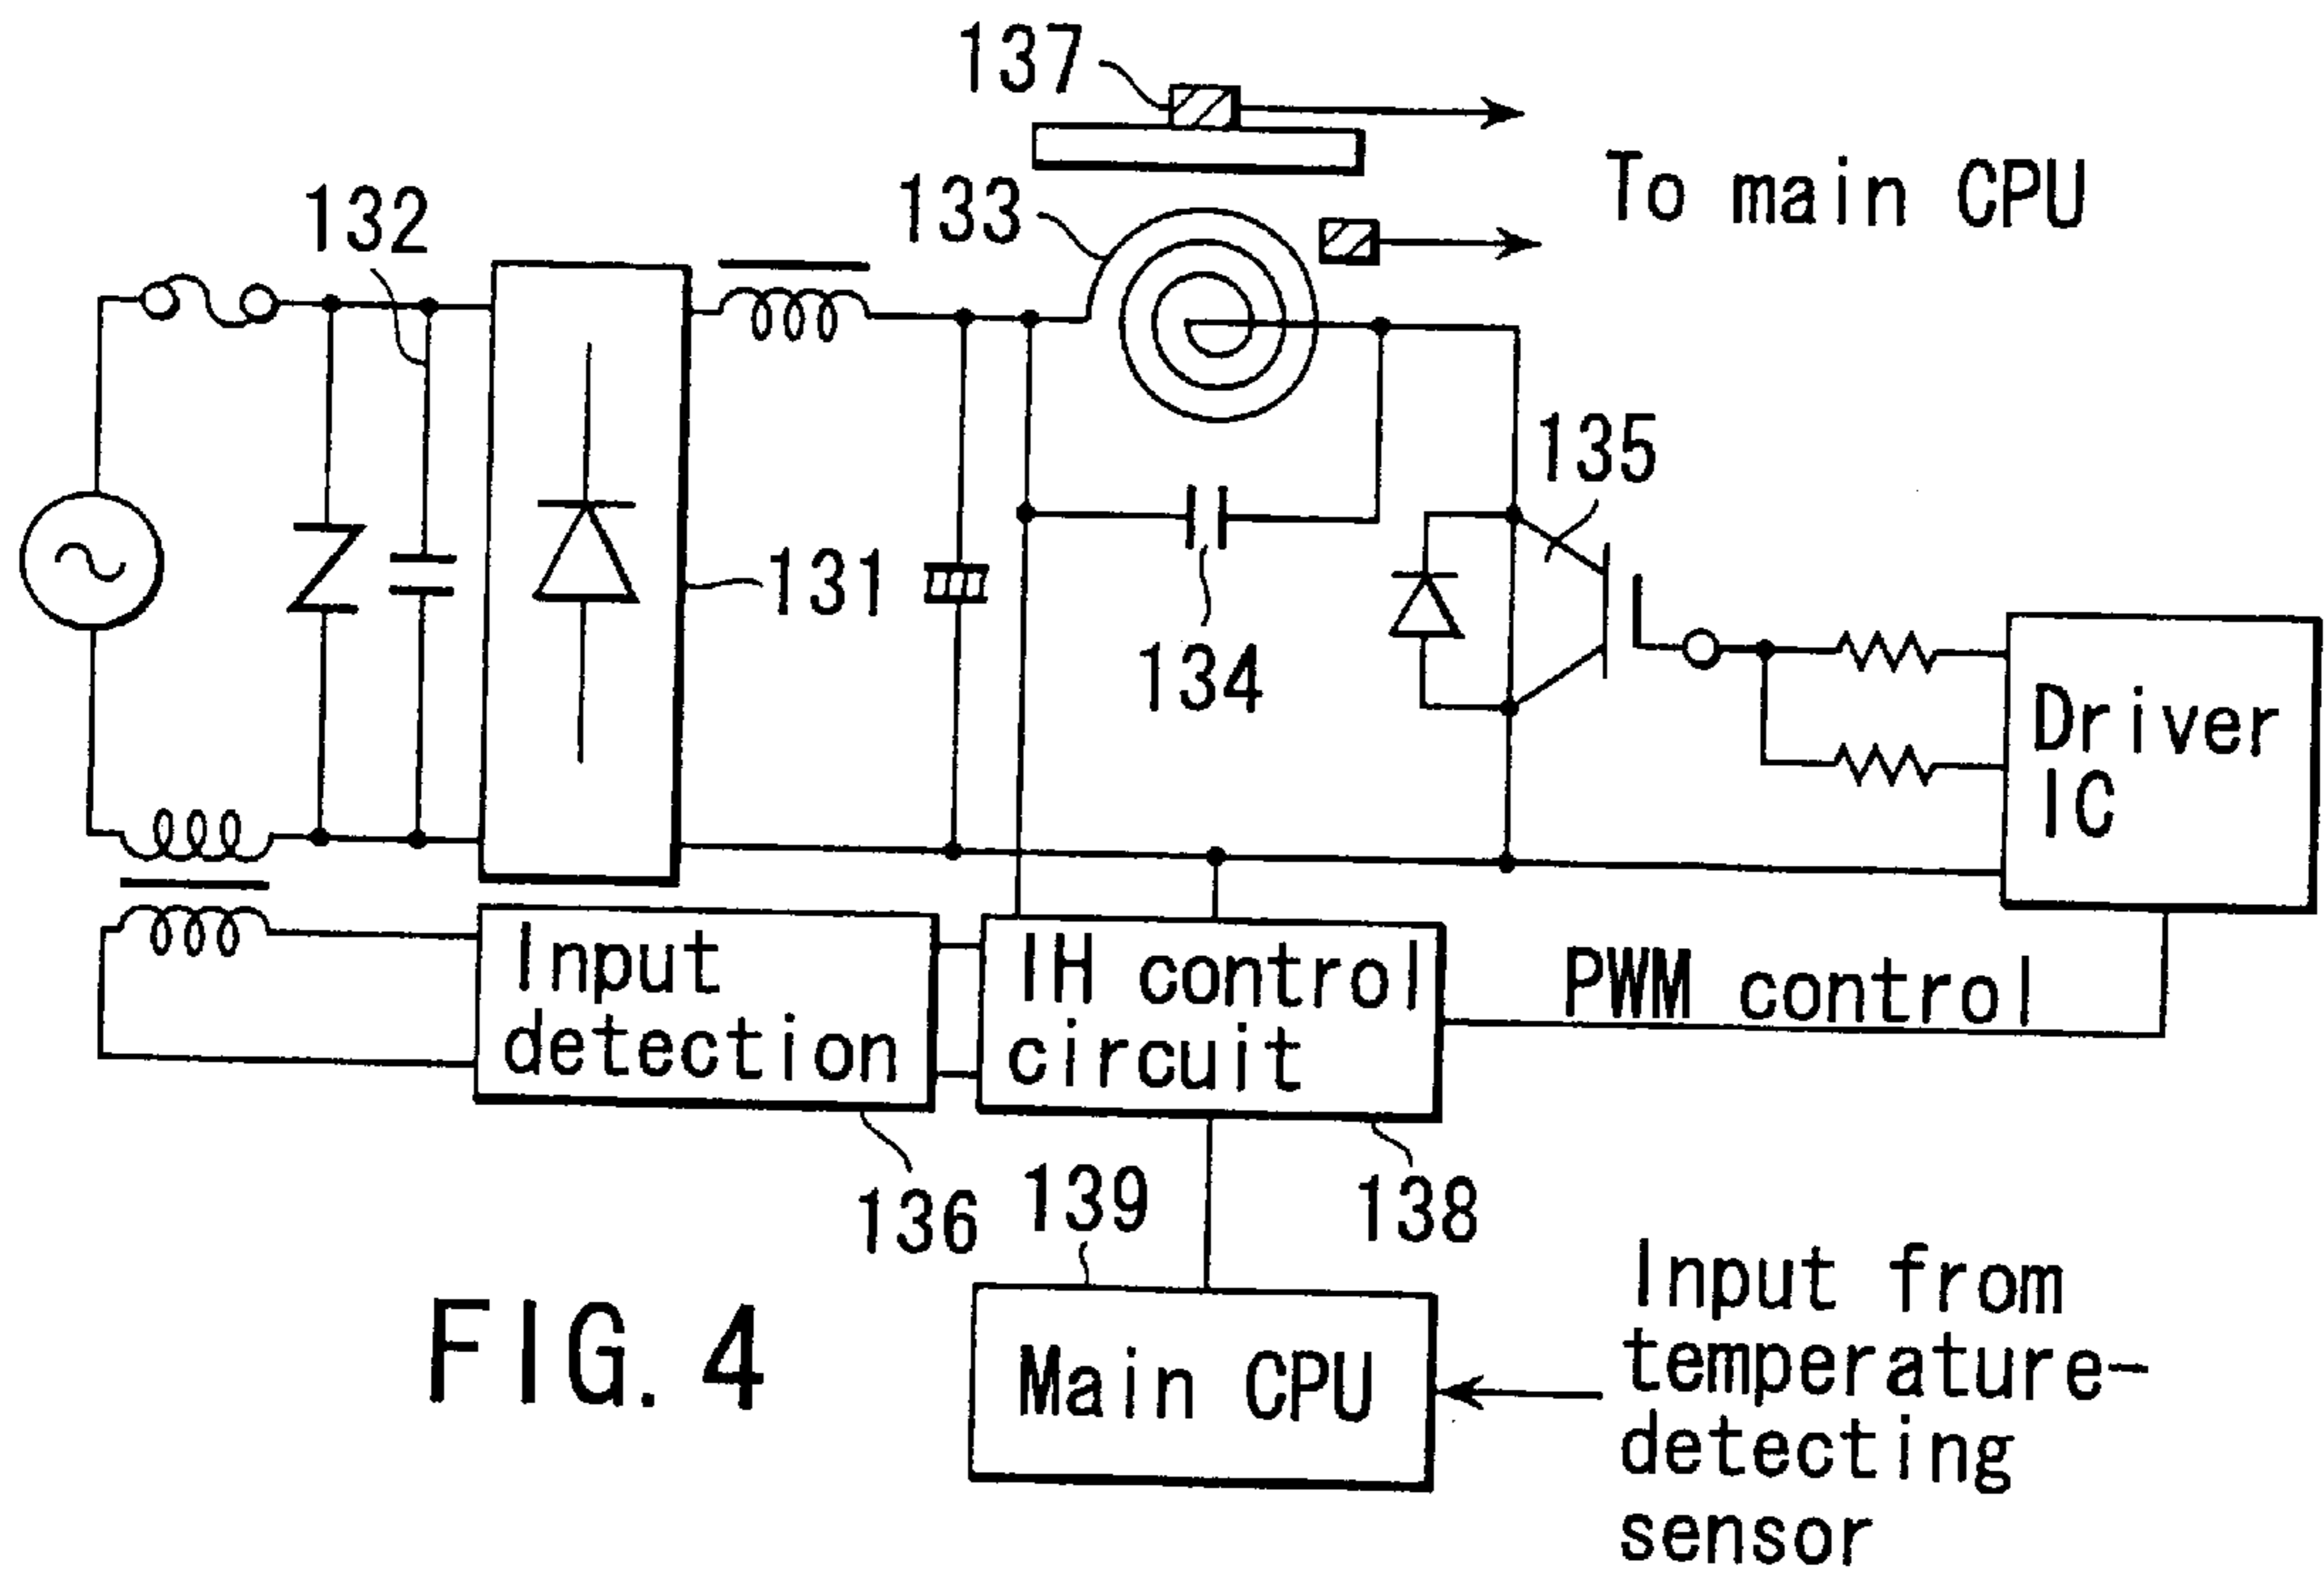 137
To main CPU
132
133
135
131
134
Driver
IC
Input
detection
IH control
circuit
PWM control
136
139
138
Main CPU
Input from
temperature-
detecting
sensor
FIG. 4